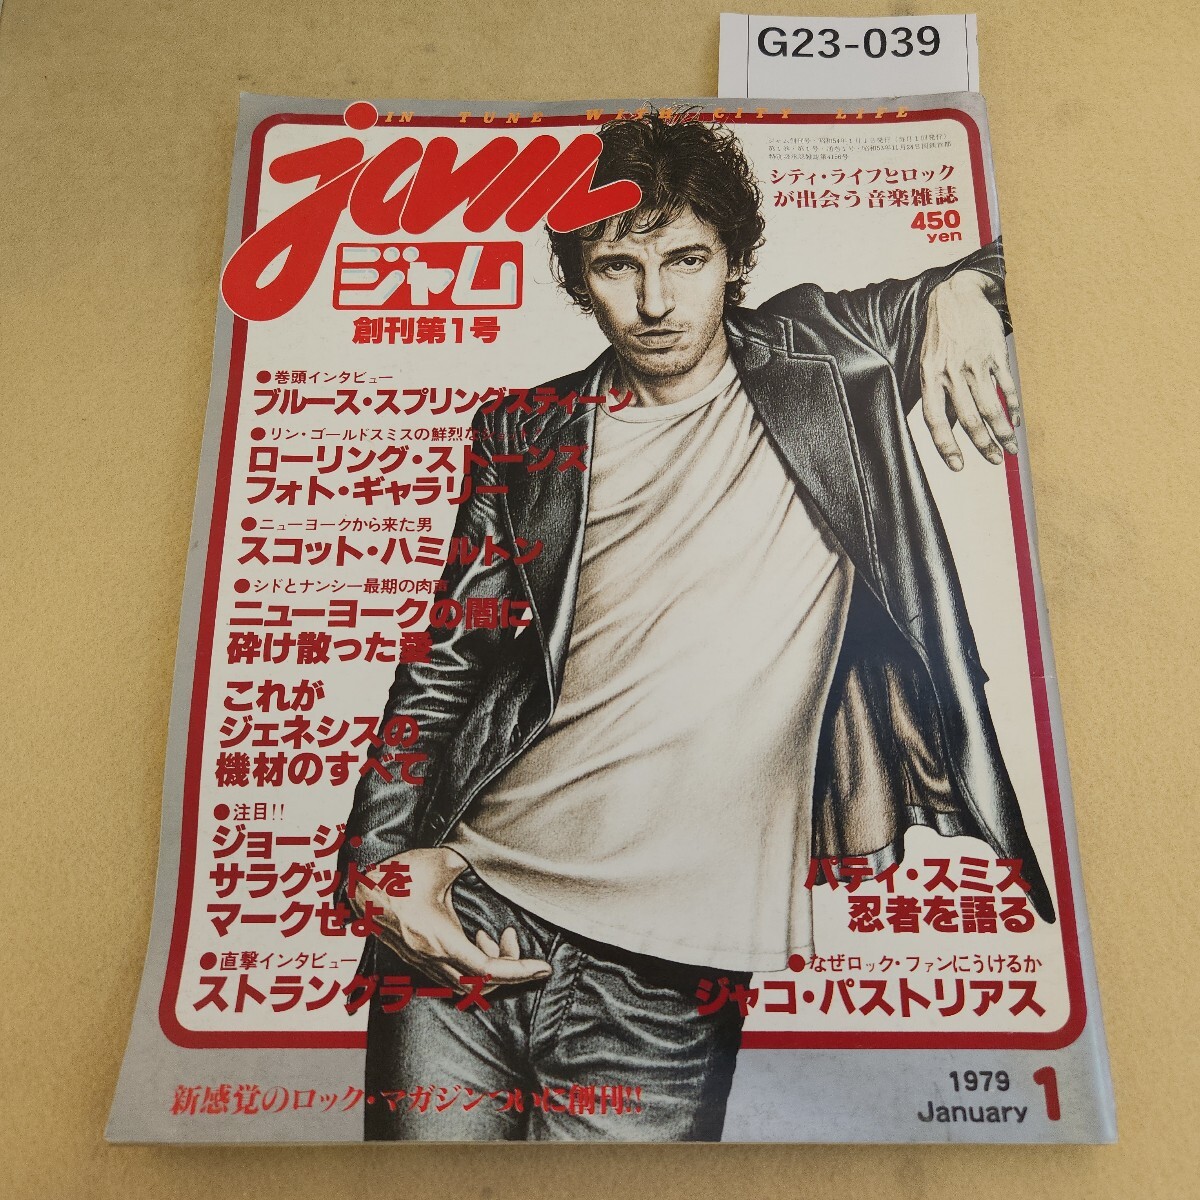 G23-039
IN TUNE WITH CITY LIFE
jam
ジャム
創刊第1号
シティ・ライフとロック
が出会う音楽雑誌
450
yen
●巻頭インタビュー
ブルース・スプリングスティーン
●リン・ゴールドスミスの鮮烈な
ローリング・ストーンズ
フォト・ギャラリー
●ニューヨークから来た男
スコット・ハミルトン
●シドとナンシー最期の肉声
ニューヨークの闇に
砕け散った愛
これが
ジェネシスの
機材のすべて
●注目!!
ジョージ・
サラグッドを
マークせよ
●直撃インタビュー
ストラングラーズ
パティ・スミス
忍者を語る
●なぜロック・ファンにうけるか
ジャコ・パストリアス
新感覚のロック・マガジンついに創刊!!
1979
January 1